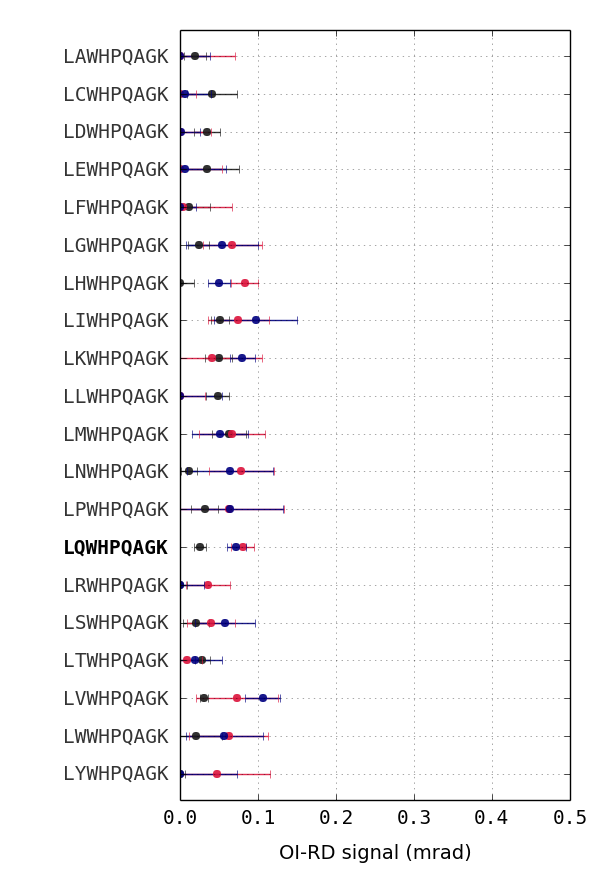 LAWHPQAGK
LCWHPQAGK
LDWHPQAGK
LEWHPQAGK
LFWHPQAGK
LGWHPQAGK
LHWHPQAGK
LIWHPQAGK
LKWHPQAGK
LLWHPQAGK
LMWHPQAGK
LNWHPQAGK
LPWHPQAGK
LQWHPQAGK
LRWHPQAGK
LSWHPQAGK
LTWHPQAGK
LVWHPQAGK
LWWHPQAGK
LYWHPQAGK
0.0 0.1 0.2 0.3 0.4 0.5
OI-RD signal (mrad)